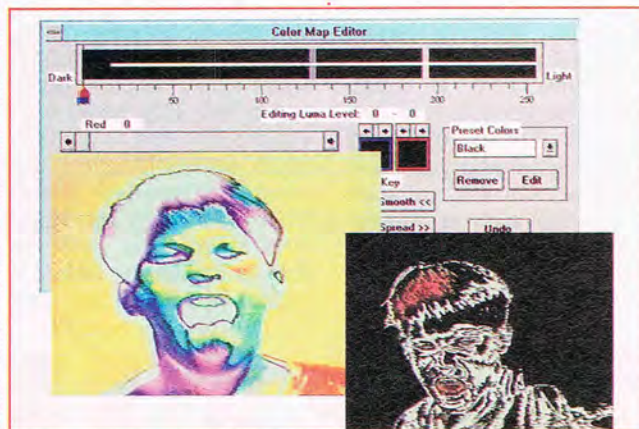 Color Map Editor
Dark
Light
50
100
150
200
250
Editing Luma Level: 0 - 0
Red 0
Preset Colors
Black
Key
Remove Edit
Smooth <<
Spread >>
Undo